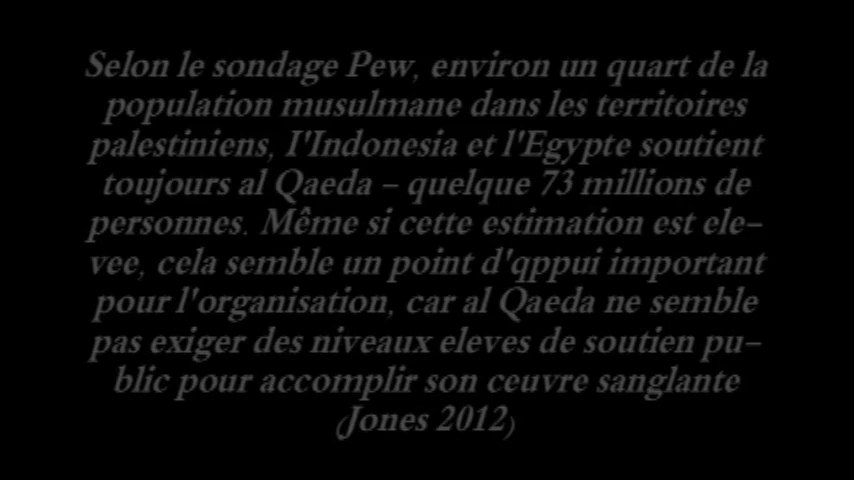 Selon le sondage Pew, environ un quart de la
population musulmane dans les territoires
palestiniens, I'Indonesia et l'Egypte soutient
toujours al Qaeda – quelque 73 millions de
personnes. Même si cette estimation est ele-
vee, cela semble un point d'qppui important
pour l'organisation, car al Qaeda ne semble
pas exiger des niveaux eleves de soutien pu-
blic pour accomplir son ceuvre sanglante
(Jones 2012)